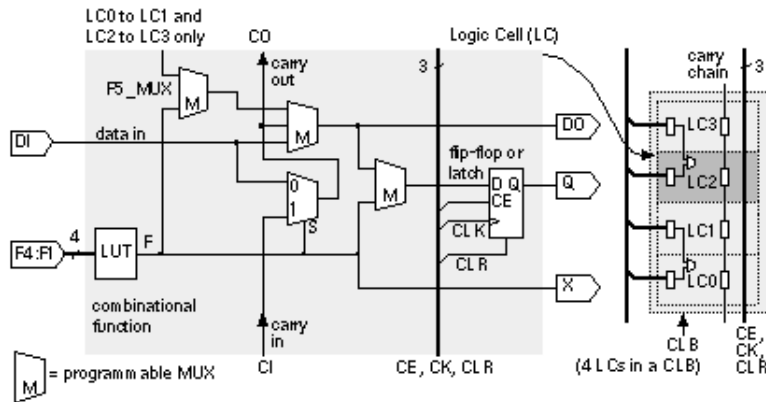 LC0 to LC1 and
LC2 to LC3 only
CO
carry
out
F5_MUX
M
M
DI
data in
0
1
S
M
F4:F1
4
LUT
F
combinational
function
carry
in
CI
M = programmable MUX
3
Logic Cell (LC)
flip-flop or
latch
D Q
CE
CLK
CLR
CE, CK, CLR
DO
Q
X
3
carry
chain
LC3
LC2
LC1
LC0
CLB
(4 LCs in a CLB)
CE,
CK,
CLR